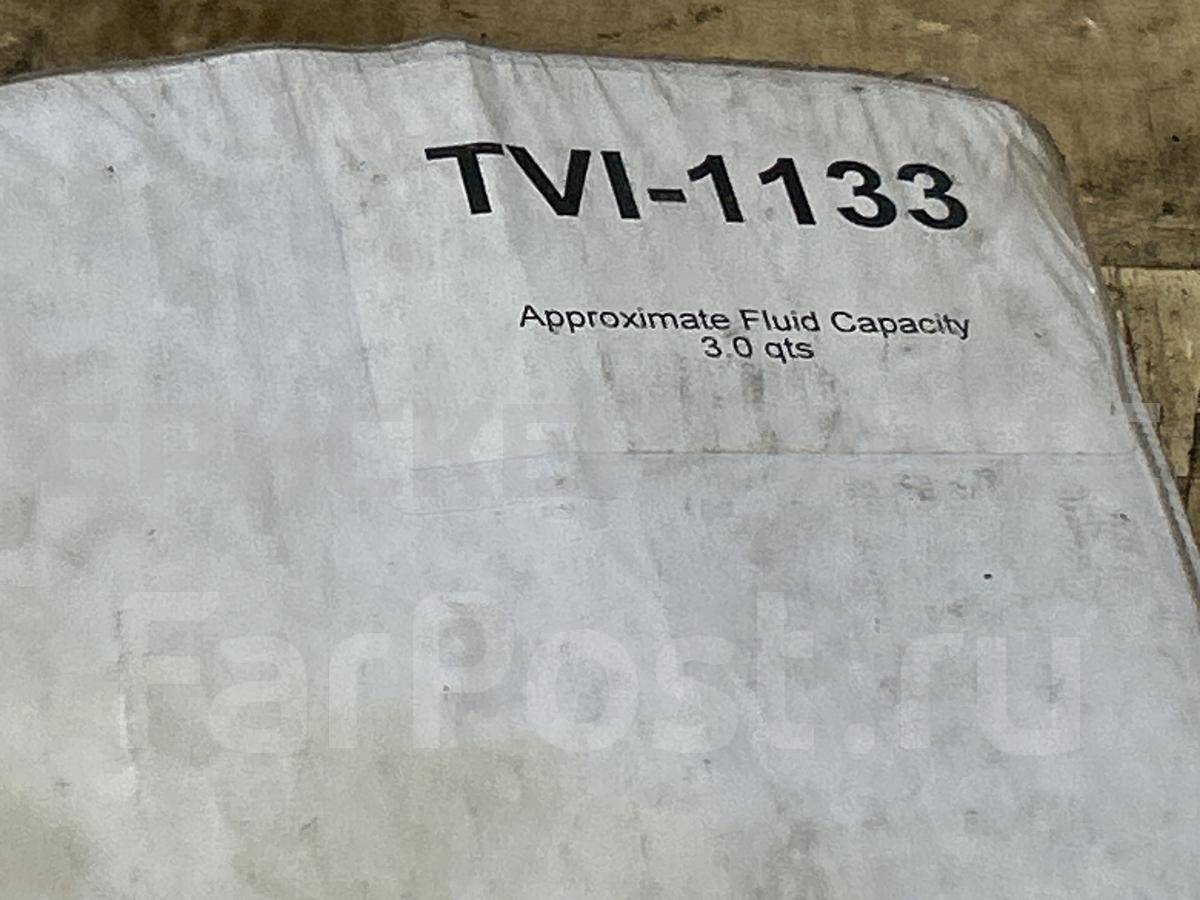 TVI-1133
Approximate Fluid Capacity
3.0 qts
FarPost.ru